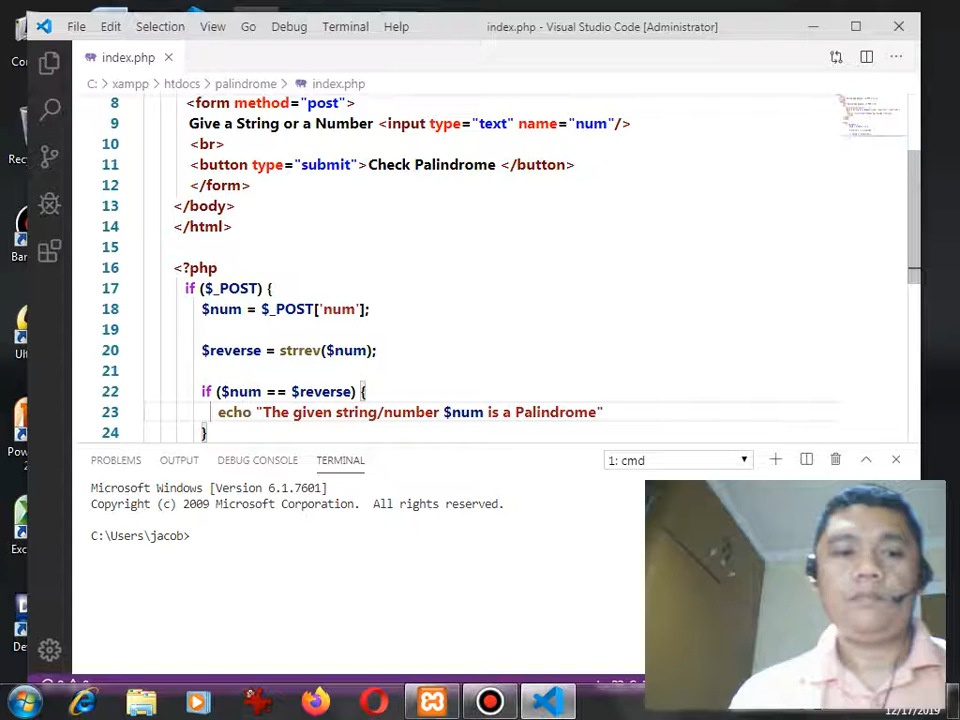 File Edit Selection View Go Debug Terminal Help index.php - Visual Studio Code [Administrator]
index.php
C: > xampp > htdocs > palindrome > index.php
8 <form method="post">
9 Give a String or a Number <input type="text" name="num"/>
10 <br>
11 <button type="submit">Check Palindrome </button>
12 </form>
13 </body>
14 </html>
15
16 <?php
17 if ($_POST) {
18 $num = $_POST['num'];
19
20 $reverse = strrev($num);
21
22 if ($num == $reverse) {
23 echo "The given string/number $num is a Palindrome"
24 }
PROBLEMS OUTPUT DEBUG CONSOLE TERMINAL 1: cmd
Microsoft Windows [Version 6.1.7601]
Copyright (c) 2009 Microsoft Corporation. All rights reserved.
C:\Users\jacob>
12/17/2019